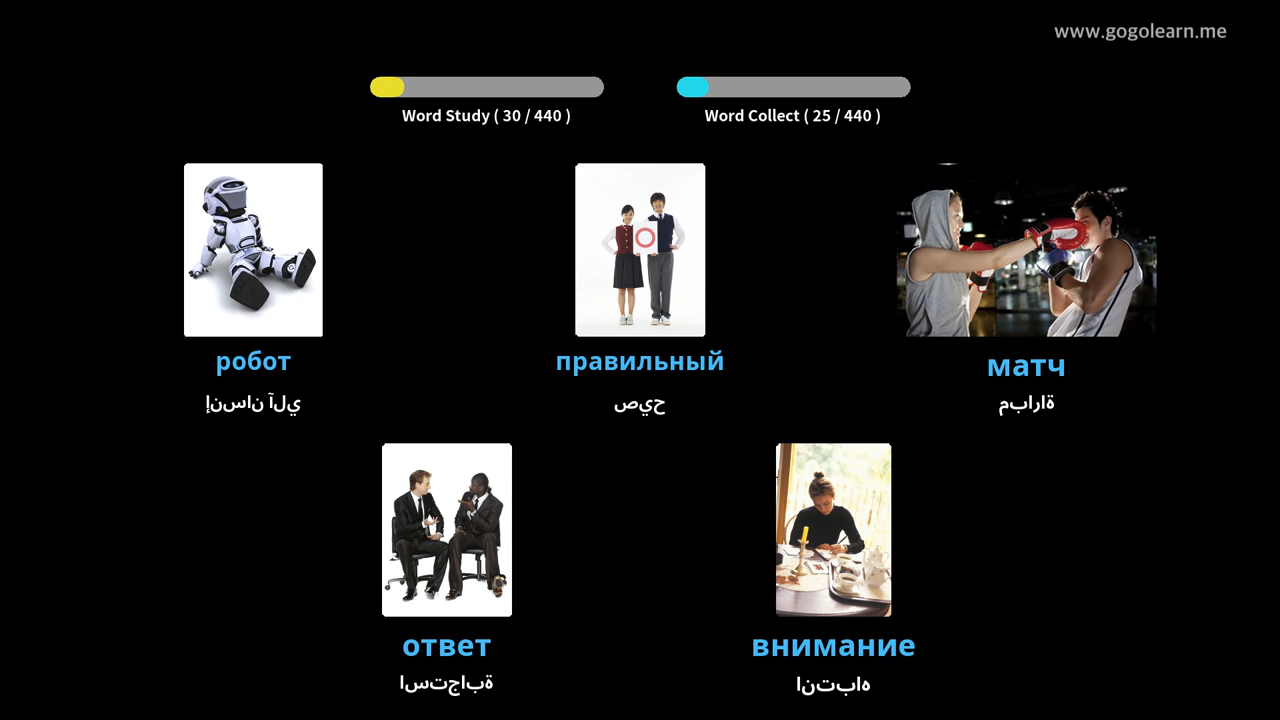 www.gogolearn.me
Word Study ( 30 / 440 )
Word Collect ( 25 / 440 )
робот
правильный
матч
إنسان آلي
صيح
مباراة
ответ
внимание
استجابة
انتباه